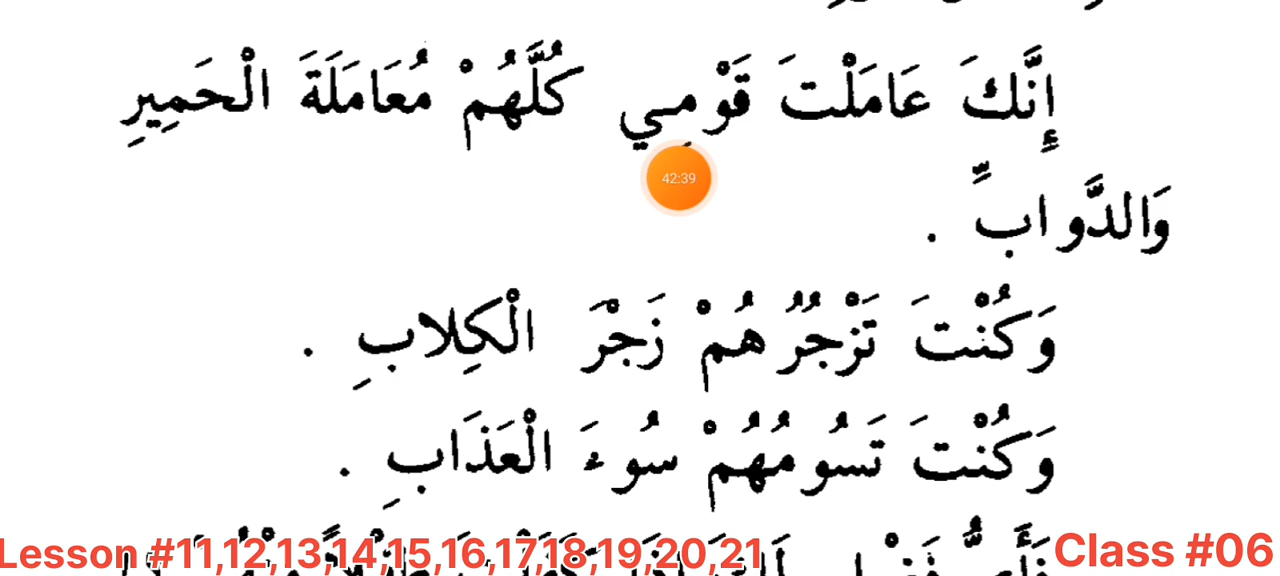 إِنَّكَ عَامَلْتَ قَوْمِي كُلَّهُمْ مُعَامَلَةَ الْحَمِيرِ
42:39
وَالدَّوابِّ .
وَكُنْتَ تَزْجُرُهُمْ زَجْرَ الْكِلابِ .
وَكُنْتَ تَسُومُهُمْ سُوءَ الْعَذَابِ .
Lesson #11,12,13,14,15,16,17,18,19,20,21 Class #06